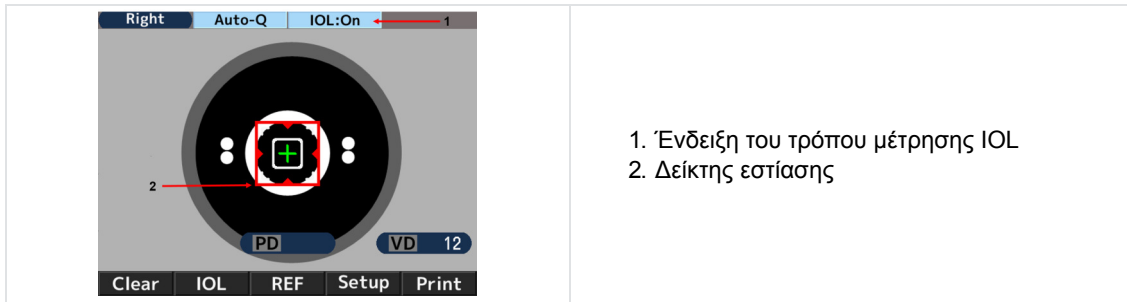 Right Auto-Q IOL:On 1
2
PD VD 12
Clear IOL REF Setup Print
1. Ένδειξη του τρόπου μέτρησης IOL
2. Δείκτης εστίασης